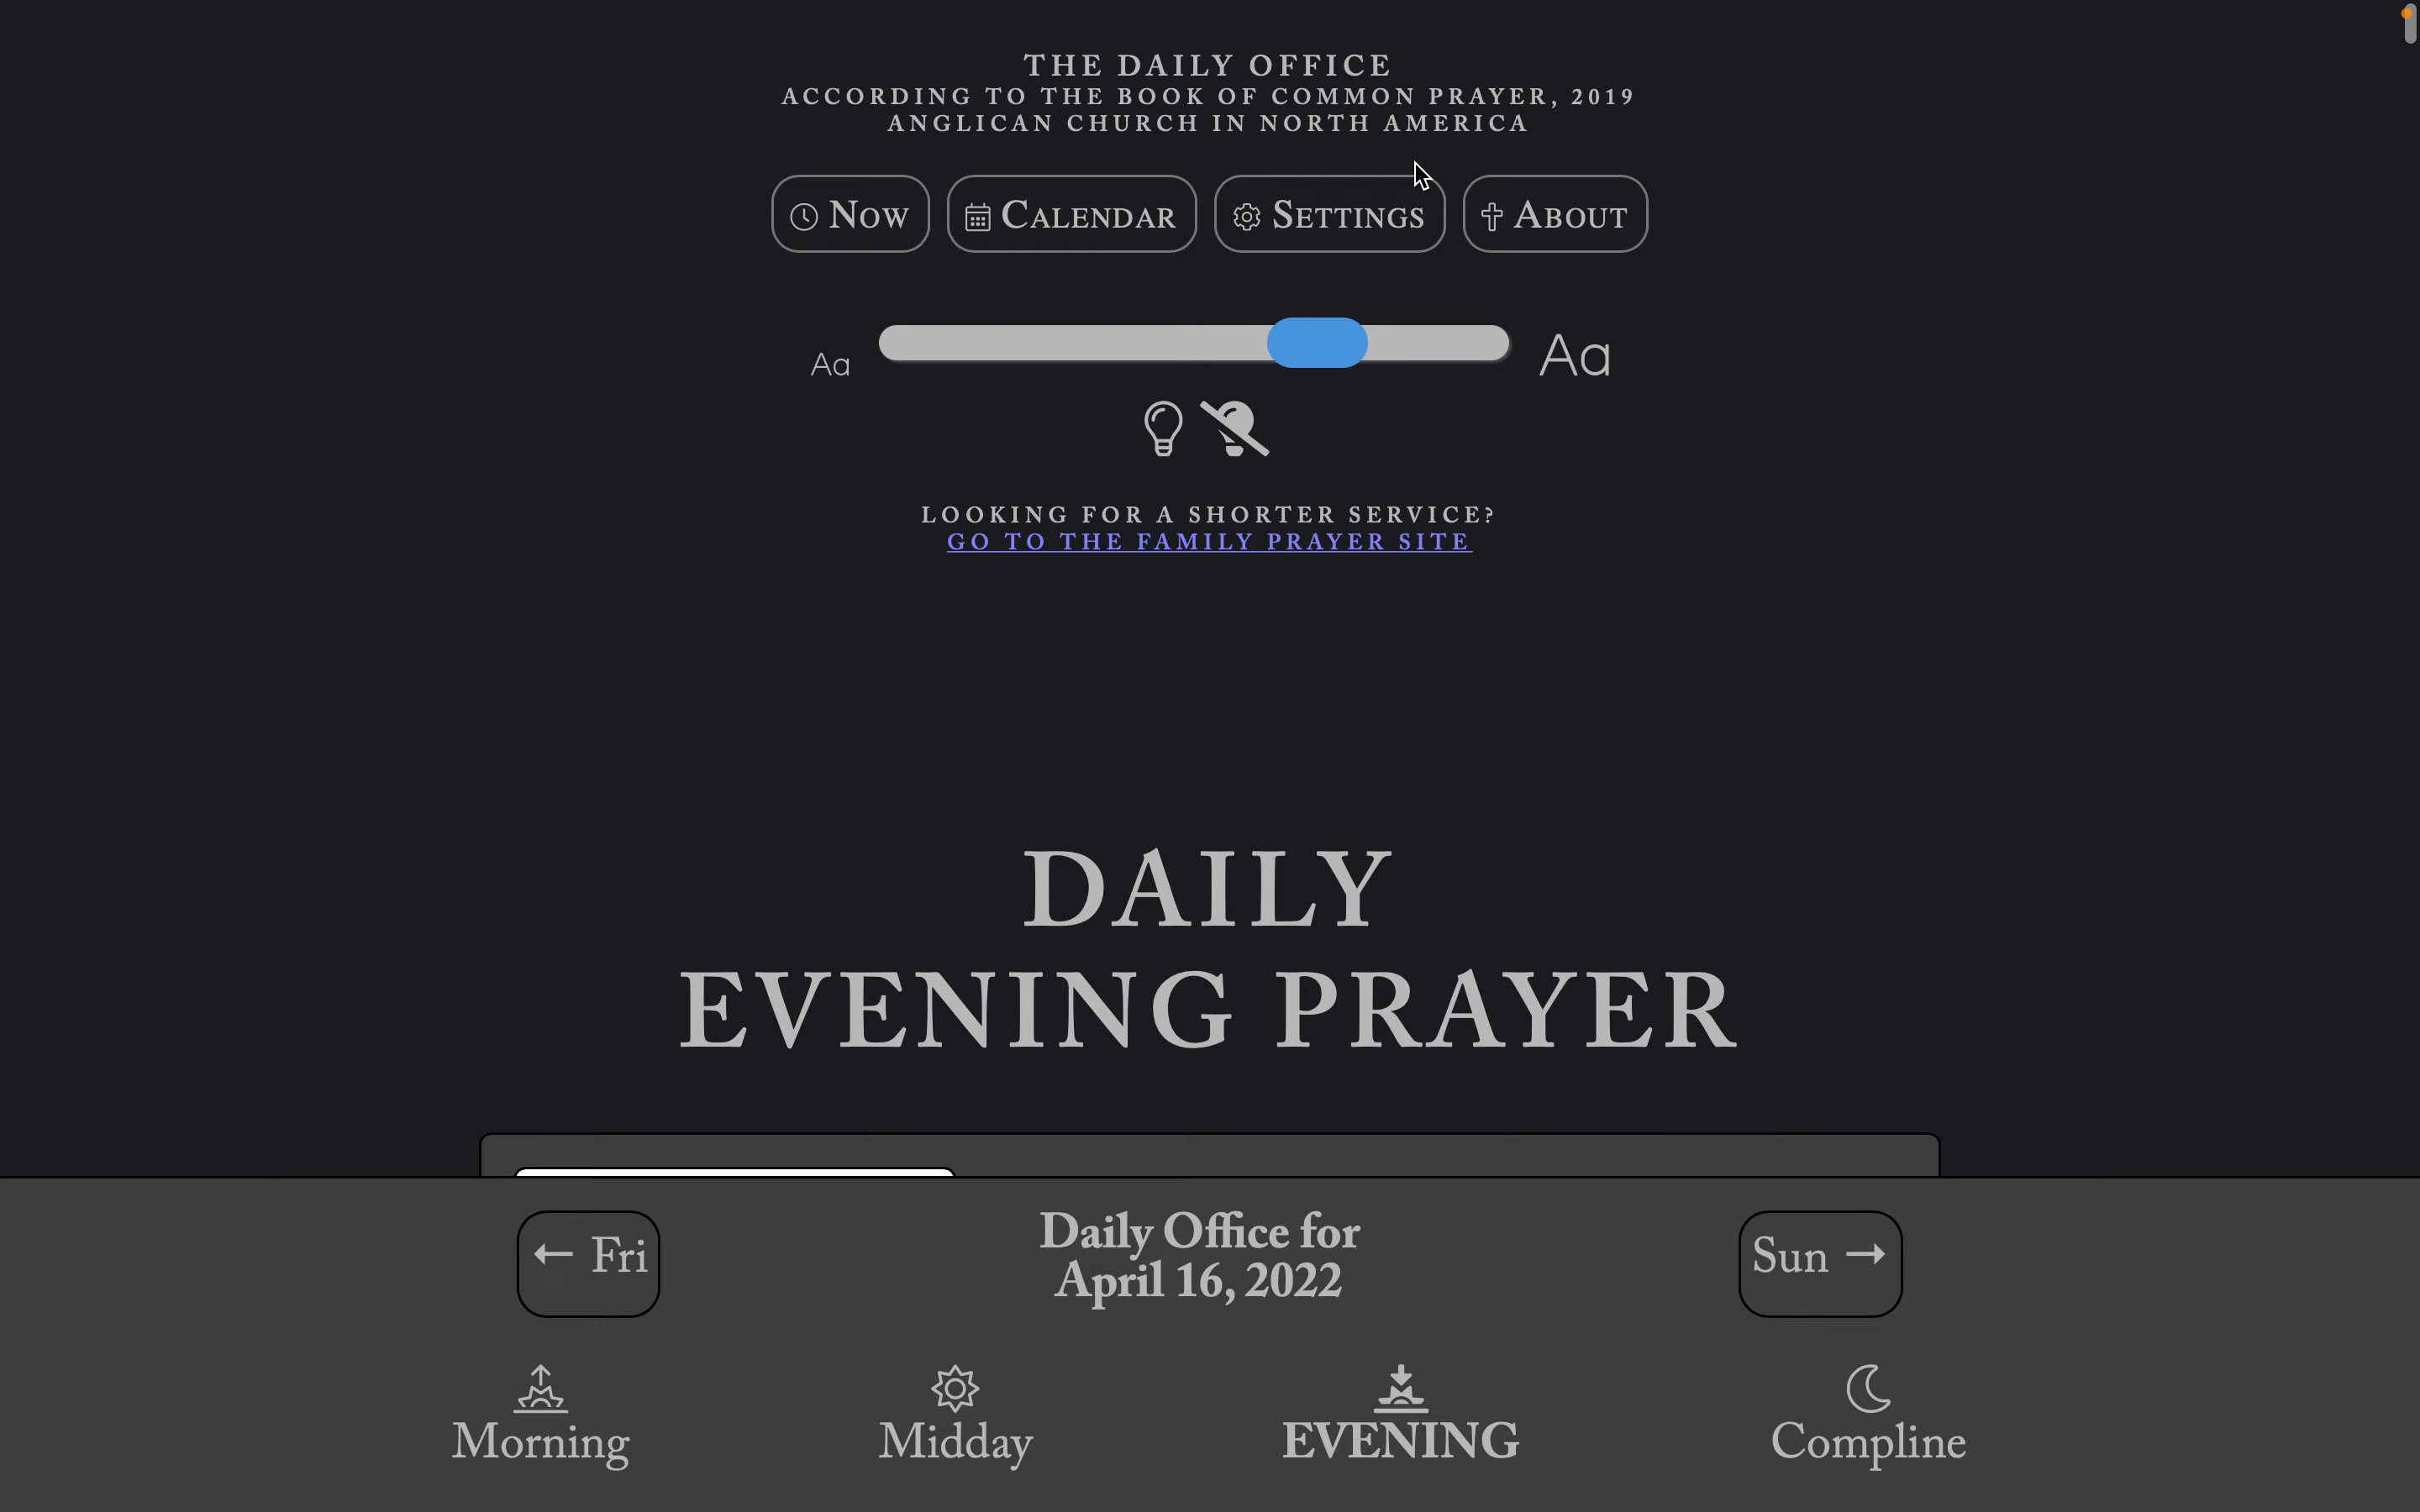 THE DAILY OFFICE
ACCORDING TO THE BOOK OF COMMON PRAYER, 2019
ANGLICAN CHURCH IN NORTH AMERICA
Now
Calendar
Settings
About
Aa
Aa
LOOKING FOR A SHORTER SERVICE?
GO TO THE FAMILY PRAYER SITE
DAILY
EVENING PRAYER
← Fri
Daily Office for
April 16, 2022
Sun →
Morning
Midday
EVENING
Compline